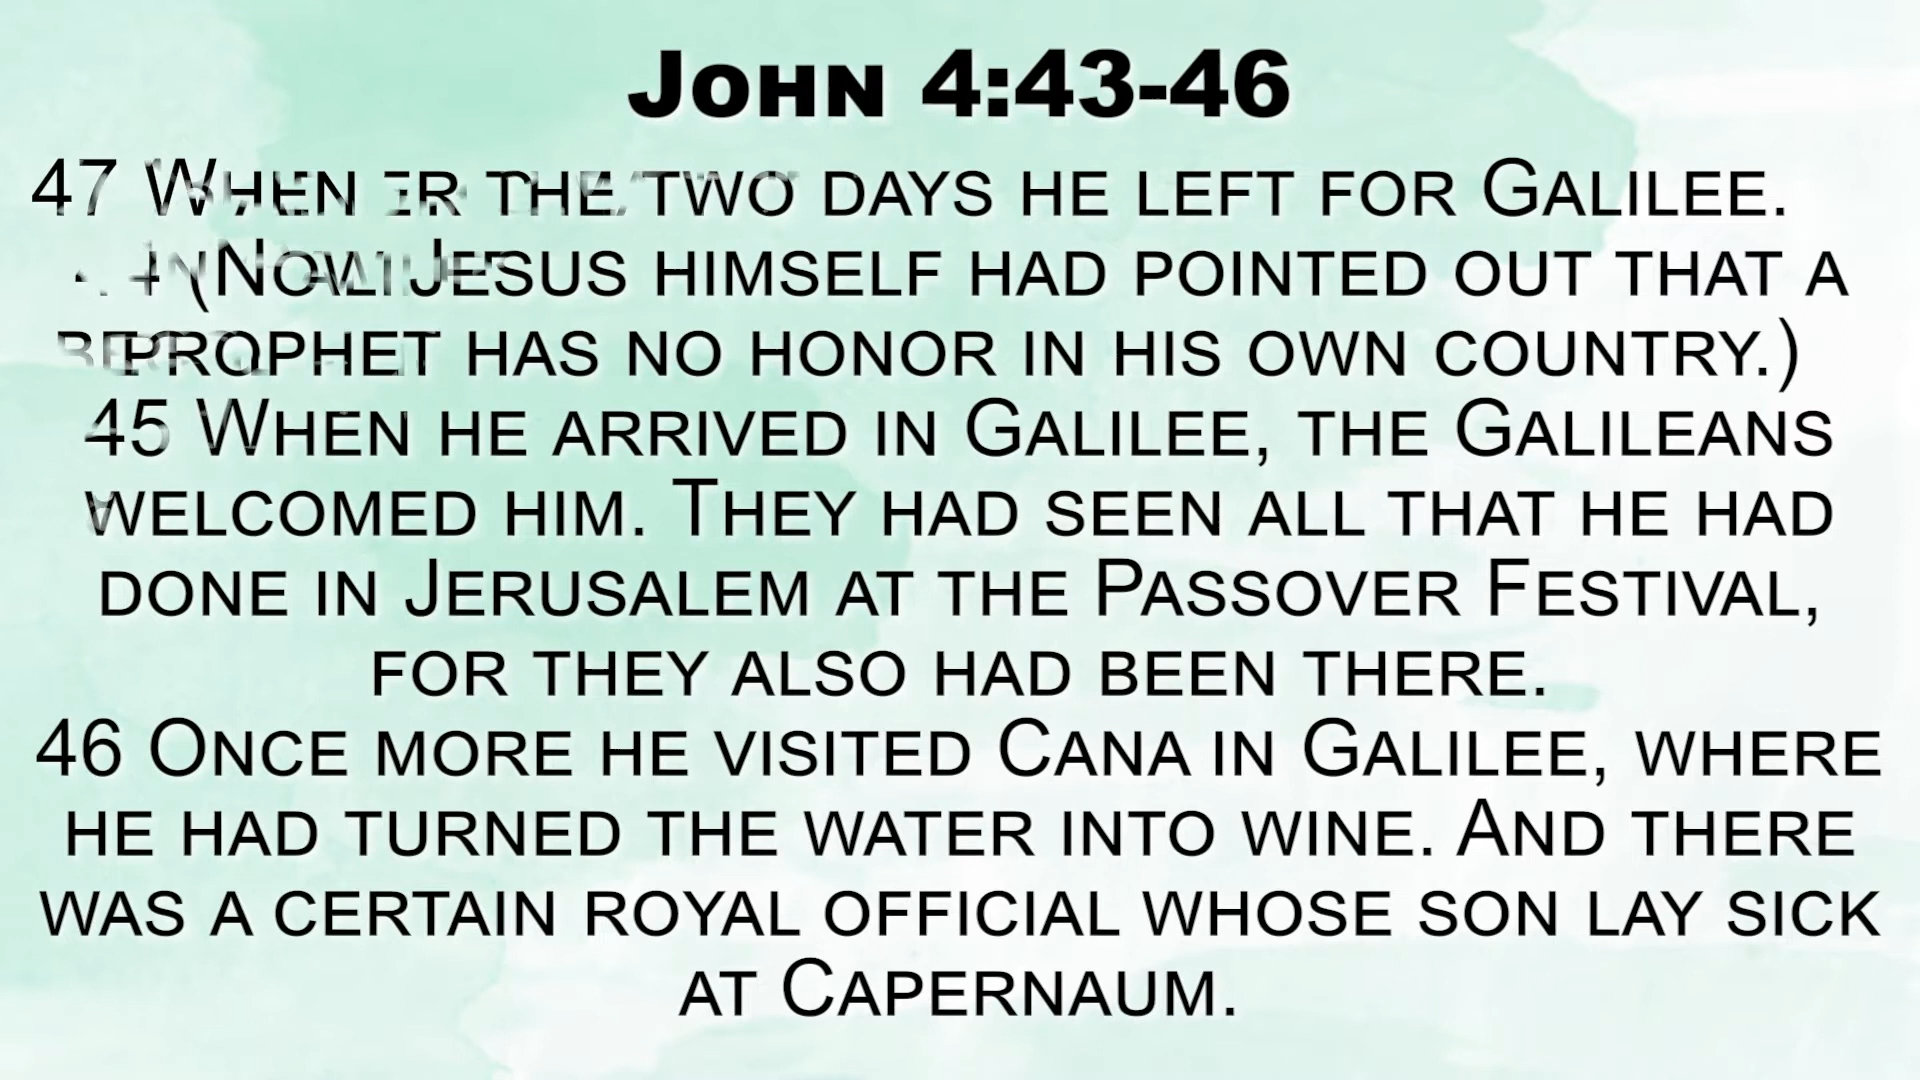 John 4:43-46
47 When the two days he left for Galilee.
(Now Jesus himself had pointed out that a
prophet has no honor in his own country.)
45 When he arrived in Galilee, the Galileans
welcomed him. They had seen all that he had
done in Jerusalem at the Passover Festival,
for they also had been there.
46 Once more he visited Cana in Galilee, where
he had turned the water into wine. And there
was a certain royal official whose son lay sick
at Capernaum.